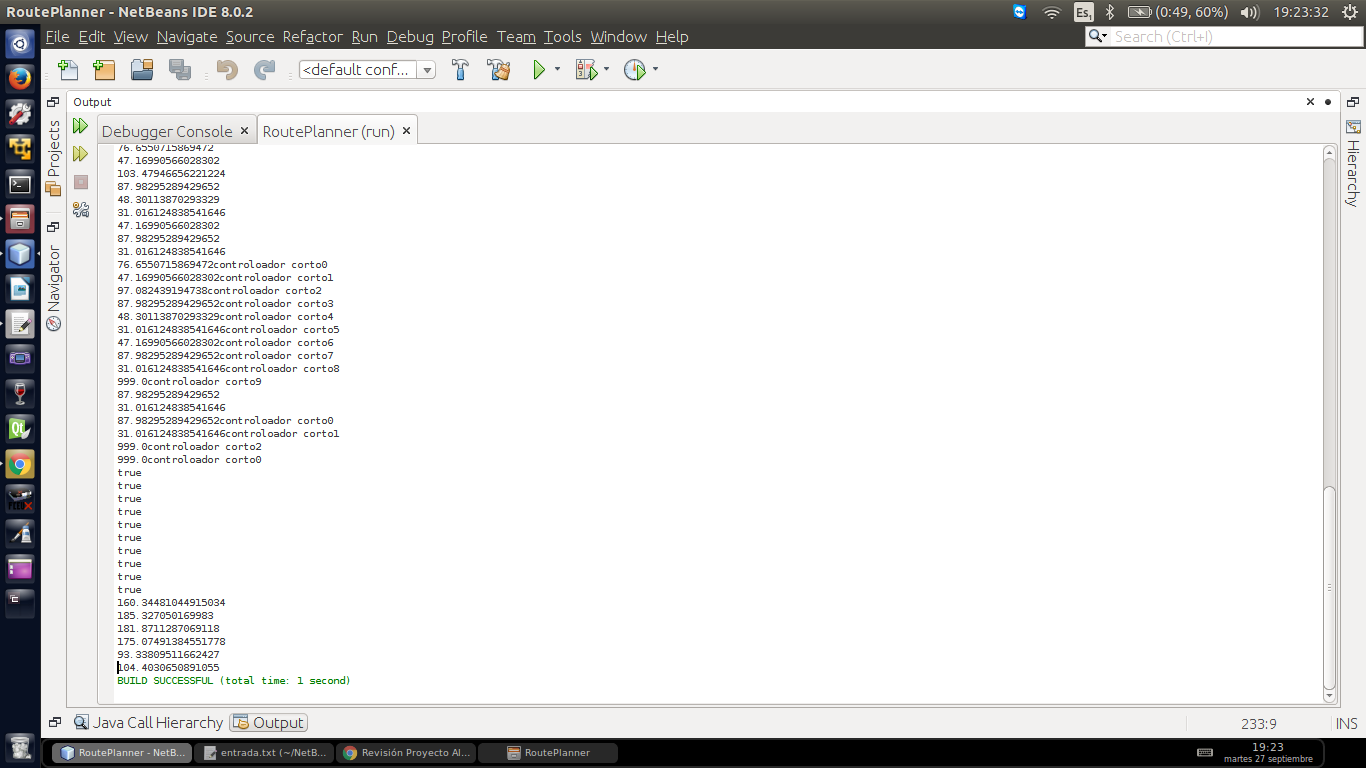 RoutePlanner - NetBeans IDE 8.0.2
Es1
(0:49, 60%)
19:23:32
File Edit View Navigate Source Refactor Run Debug Profile Team Tools Window Help
Search (Ctrl+I)
<default conf...
Output
Projects
Navigator
Hierarchy
Debugger Console
RoutePlanner (run)
76.6550715869472
47.16990566028302
103.47946656221224
87.98295289429652
48.30113870293329
31.016124838541646
47.16990566028302
87.98295289429652
31.016124838541646
76.6550715869472controloador corto0
47.16990566028302controloador corto1
97.082439194738controloador corto2
87.98295289429652controloador corto3
48.30113870293329controloador corto4
31.016124838541646controloador corto5
47.16990566028302controloador corto6
87.98295289429652controloador corto7
31.016124838541646controloador corto8
999.0controloador corto9
87.98295289429652
31.016124838541646
87.98295289429652controloador corto0
31.016124838541646controloador corto1
999.0controloador corto2
999.0controloador corto0
true
true
true
true
true
true
true
true
true
true
160.34481044915034
185.327050169983
181.8711287069118
175.07491384551778
93.33809511662427
104.4030650891055
BUILD SUCCESSFUL (total time: 1 second)
Java Call Hierarchy
Output
233:9
INS
RoutePlanner - NetB...
entrada.txt (~/NetB...
Revisión Proyecto Al...
RoutePlanner
19:23
martes 27 septiembre